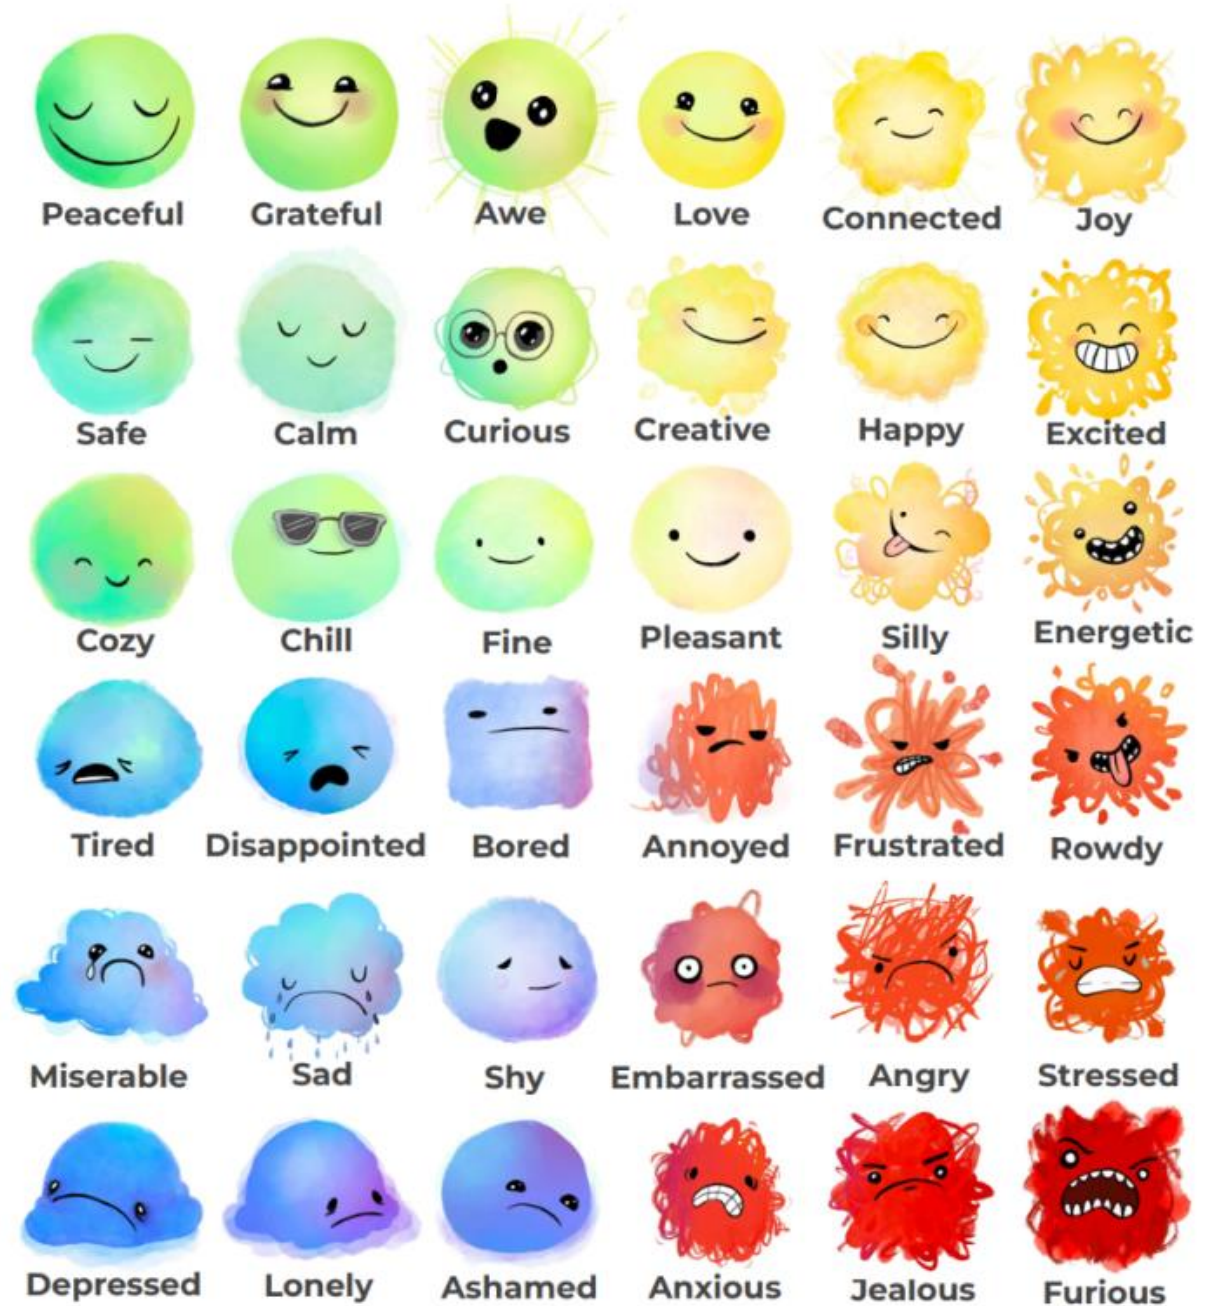 Peaceful Grateful Awe Love Connected Joy
Safe Calm Curious Creative Happy Excited
Cozy Chill Fine Pleasant Silly Energetic
Tired Disappointed Bored Annoyed Frustrated Rowdy
Miserable Sad Shy Embarrassed Angry Stressed
Depressed Lonely Ashamed Anxious Jealous Furious